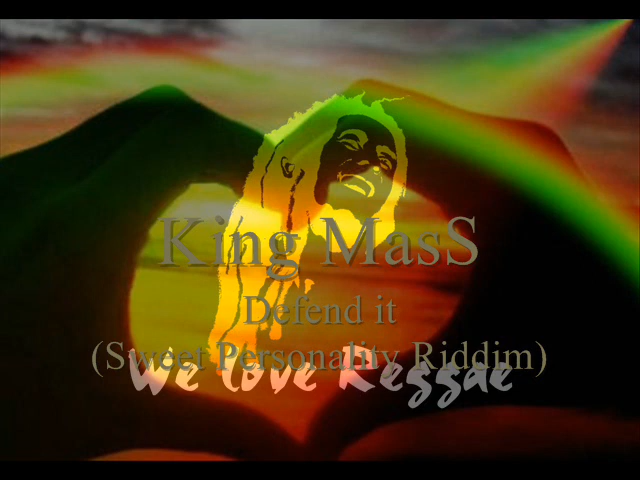 King MasS
Defend it
(Sweet Personality Riddim)
We love Reggae